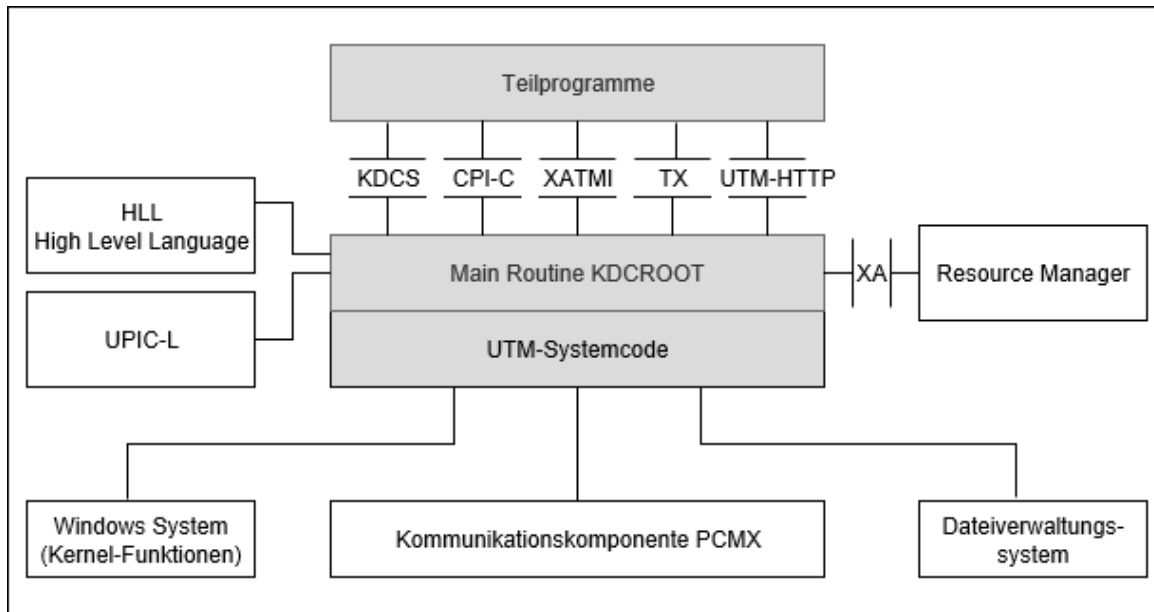 Teilprogramme
KDCS CPI-C XATMI TX UTM-HTTP
HLL
High Level Language
Main Routine KDCROOT
XA
Resource Manager
UPIC-L
UTM-Systemcode
Windows System
(Kernel-Funktionen)
Kommunikationskomponente PCMX
Dateiverwaltungs-
system